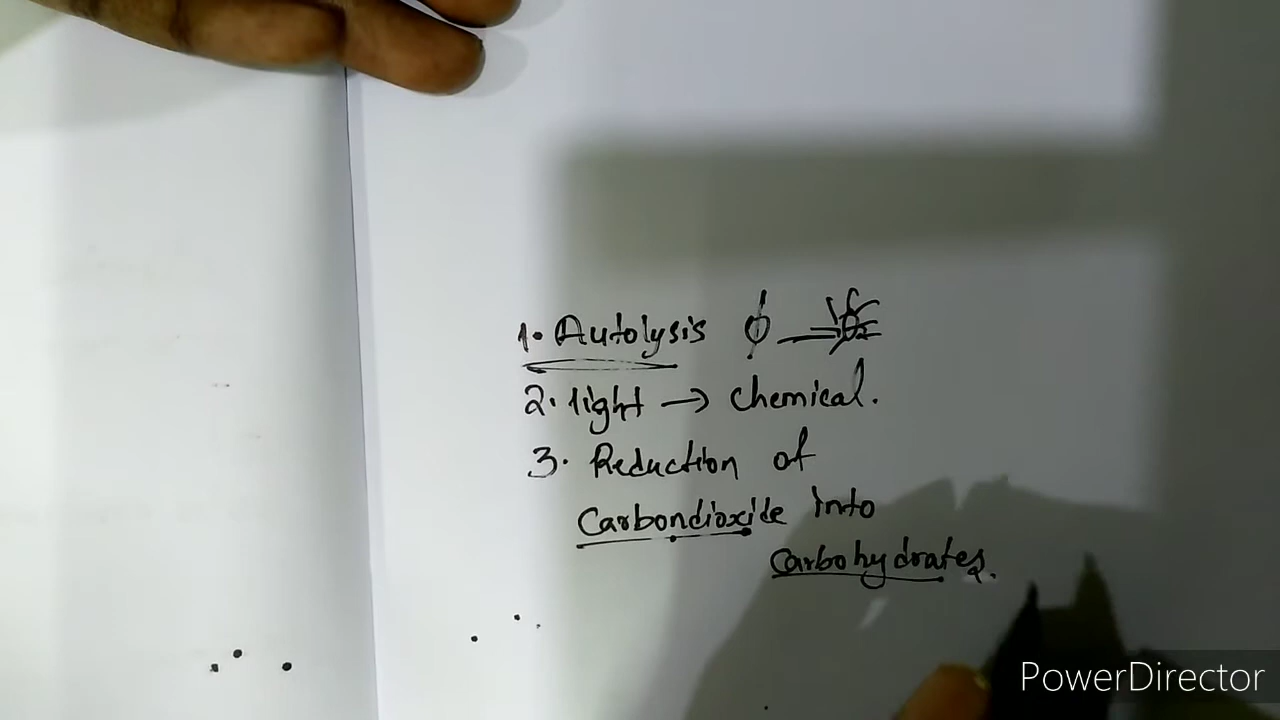 1. Autolysis
2. light → chemical.
3. Reduction of
Carbondioxide into
Carbohydrates.
PowerDirector